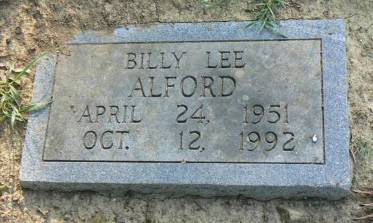 BILLY LEE
ALFORD
APRIL 24, 1951
OCT. 12, 1992